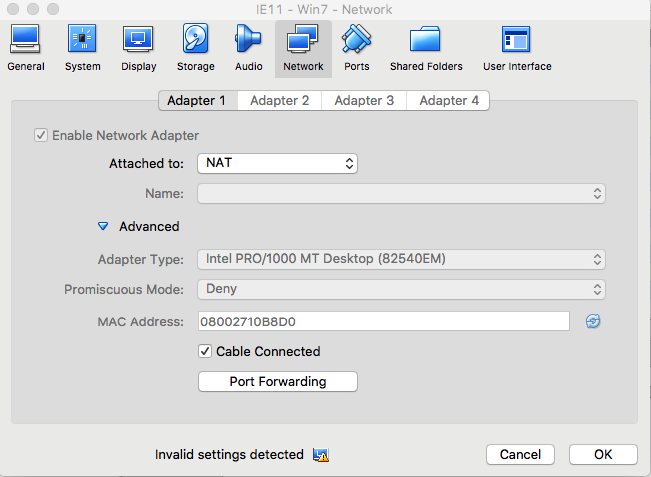 IE11 - Win7 - Network
General System Display Storage Audio Network Ports Shared Folders User Interface
Adapter 1 Adapter 2 Adapter 3 Adapter 4
Enable Network Adapter
Attached to: NAT
Name:
Advanced
Adapter Type: Intel PRO/1000 MT Desktop (82540EM)
Promiscuous Mode: Deny
MAC Address: 08002710B8D0
Cable Connected
Port Forwarding
Invalid settings detected Cancel OK